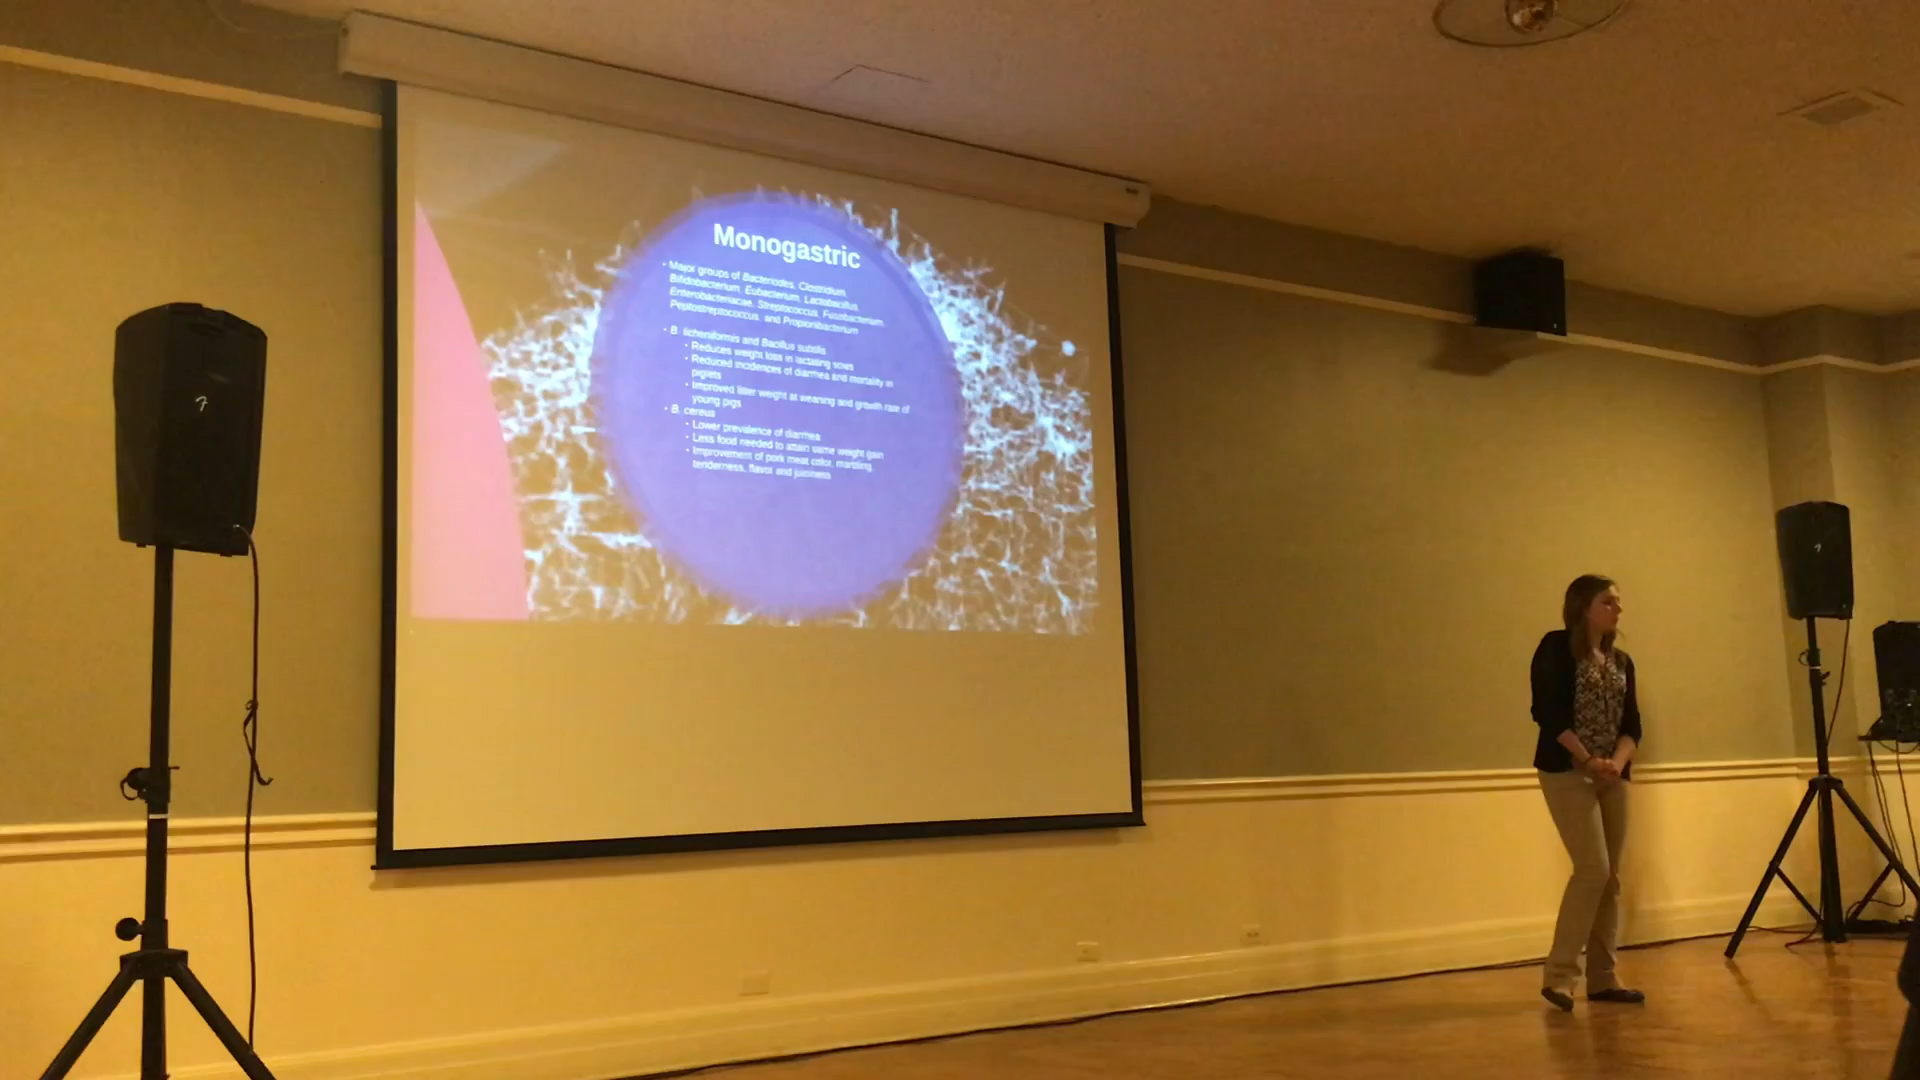 Monogastric
• Major groups of Bacteriodes, Clostridium,
Bifidobacterium, Eubacterium, Lactobacillus,
Enterobacteriacae, Streptococcus, Fusobacterium,
Peptostreptococcus, and Propionibacterium
• B. licheniformis and Bacillus subtilis
• Reduces weight loss in lactating sows
• Reduced incidences of diarrhea and mortality in
piglets
• Improved litter weight at weaning and growth rate of
young pigs
• B. cereus
• Lower prevalence of diarrhea
• Less food needed to attain same weight gain
• Improvement of pork meat color, marbling,
tenderness, flavor and juiciness